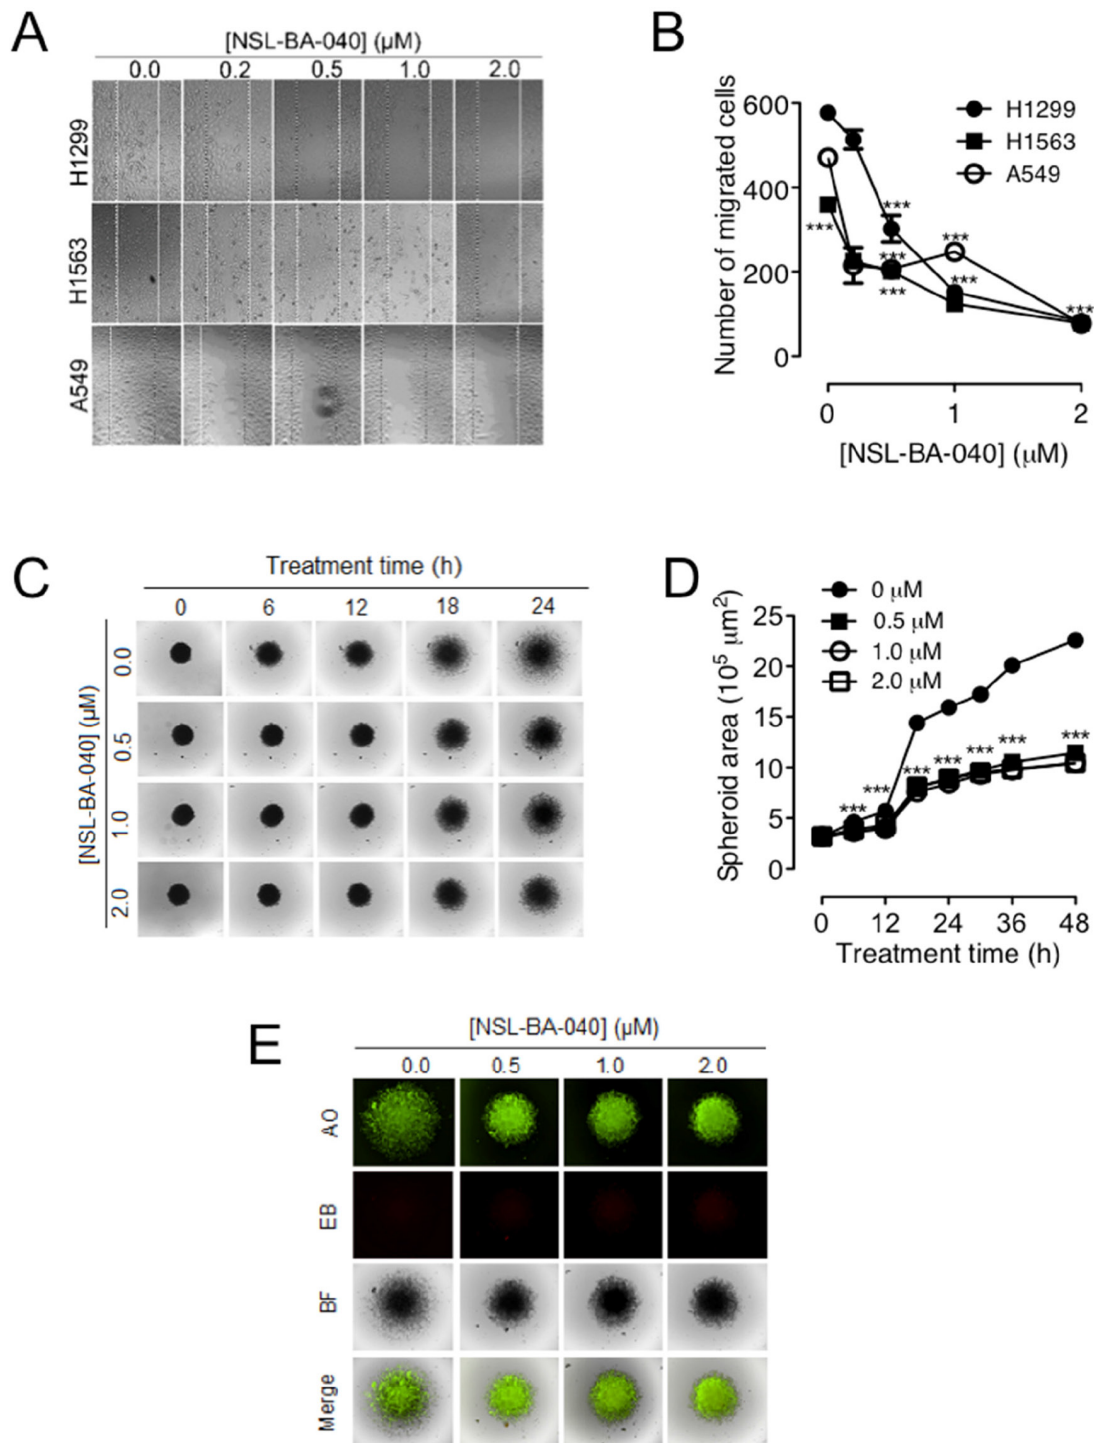 A
[NSL-BA-040] (µM)
0.0 0.2 0.5 1.0 2.0
H1299
H1563
A549
B
Number of migrated cells
600
400
200
0
H1299
H1563
A549
***
***
***
***
***
***
***
0 1 2
[NSL-BA-040] (µM)
C
Treatment time (h)
0 6 12 18 24
[NSL-BA-040] (µM)
0.0
0.5
1.0
2.0
D
0 µM
0.5 µM
1.0 µM
2.0 µM
Spheroid area (10⁵ µm²)
25
20
15
10
5
0
*** *** *** *** *** *** ***
0 12 24 36 48
Treatment time (h)
E
[NSL-BA-040] (µM)
0.0 0.5 1.0 2.0
AO
EB
BF
Merge